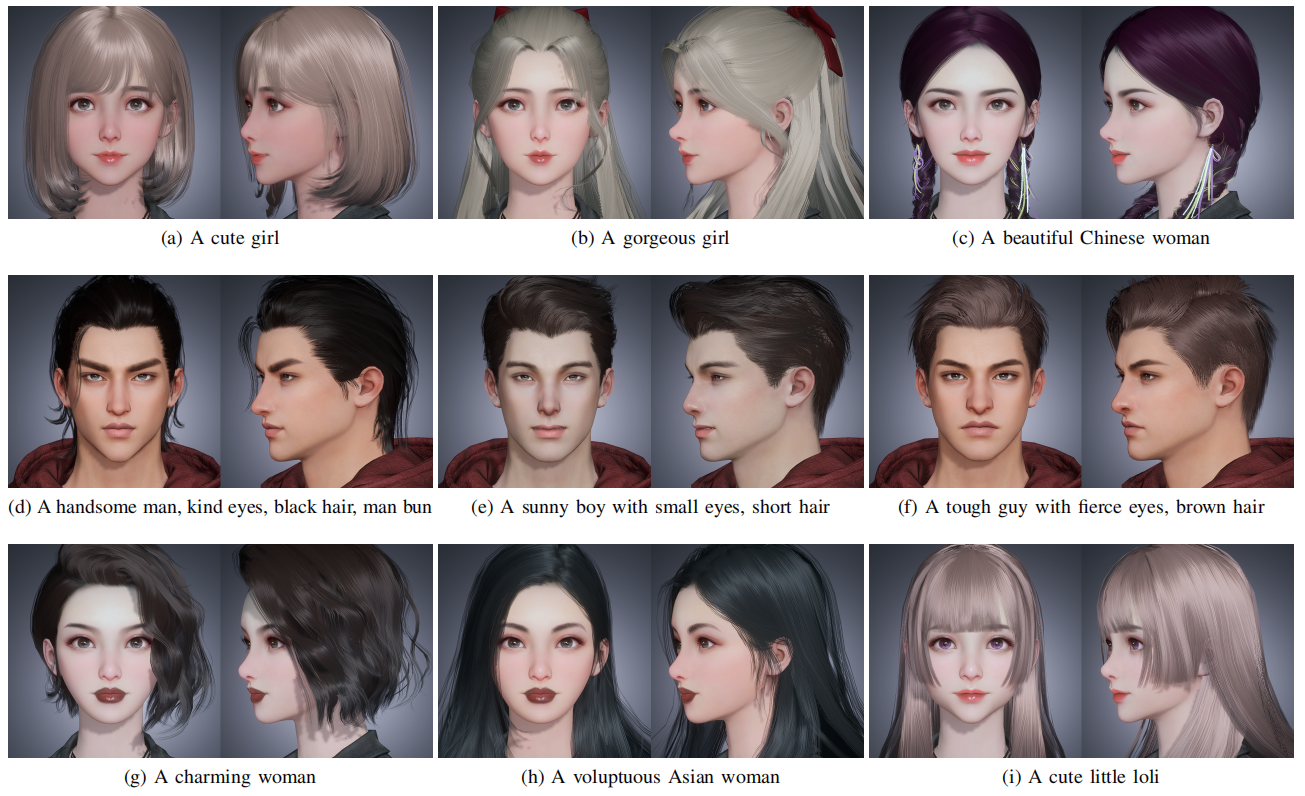 (a) A cute girl
(b) A gorgeous girl
(c) A beautiful Chinese woman
(d) A handsome man, kind eyes, black hair, man bun
(e) A sunny boy with small eyes, short hair
(f) A tough guy with fierce eyes, brown hair
(g) A charming woman
(h) A voluptuous Asian woman
(i) A cute little loli